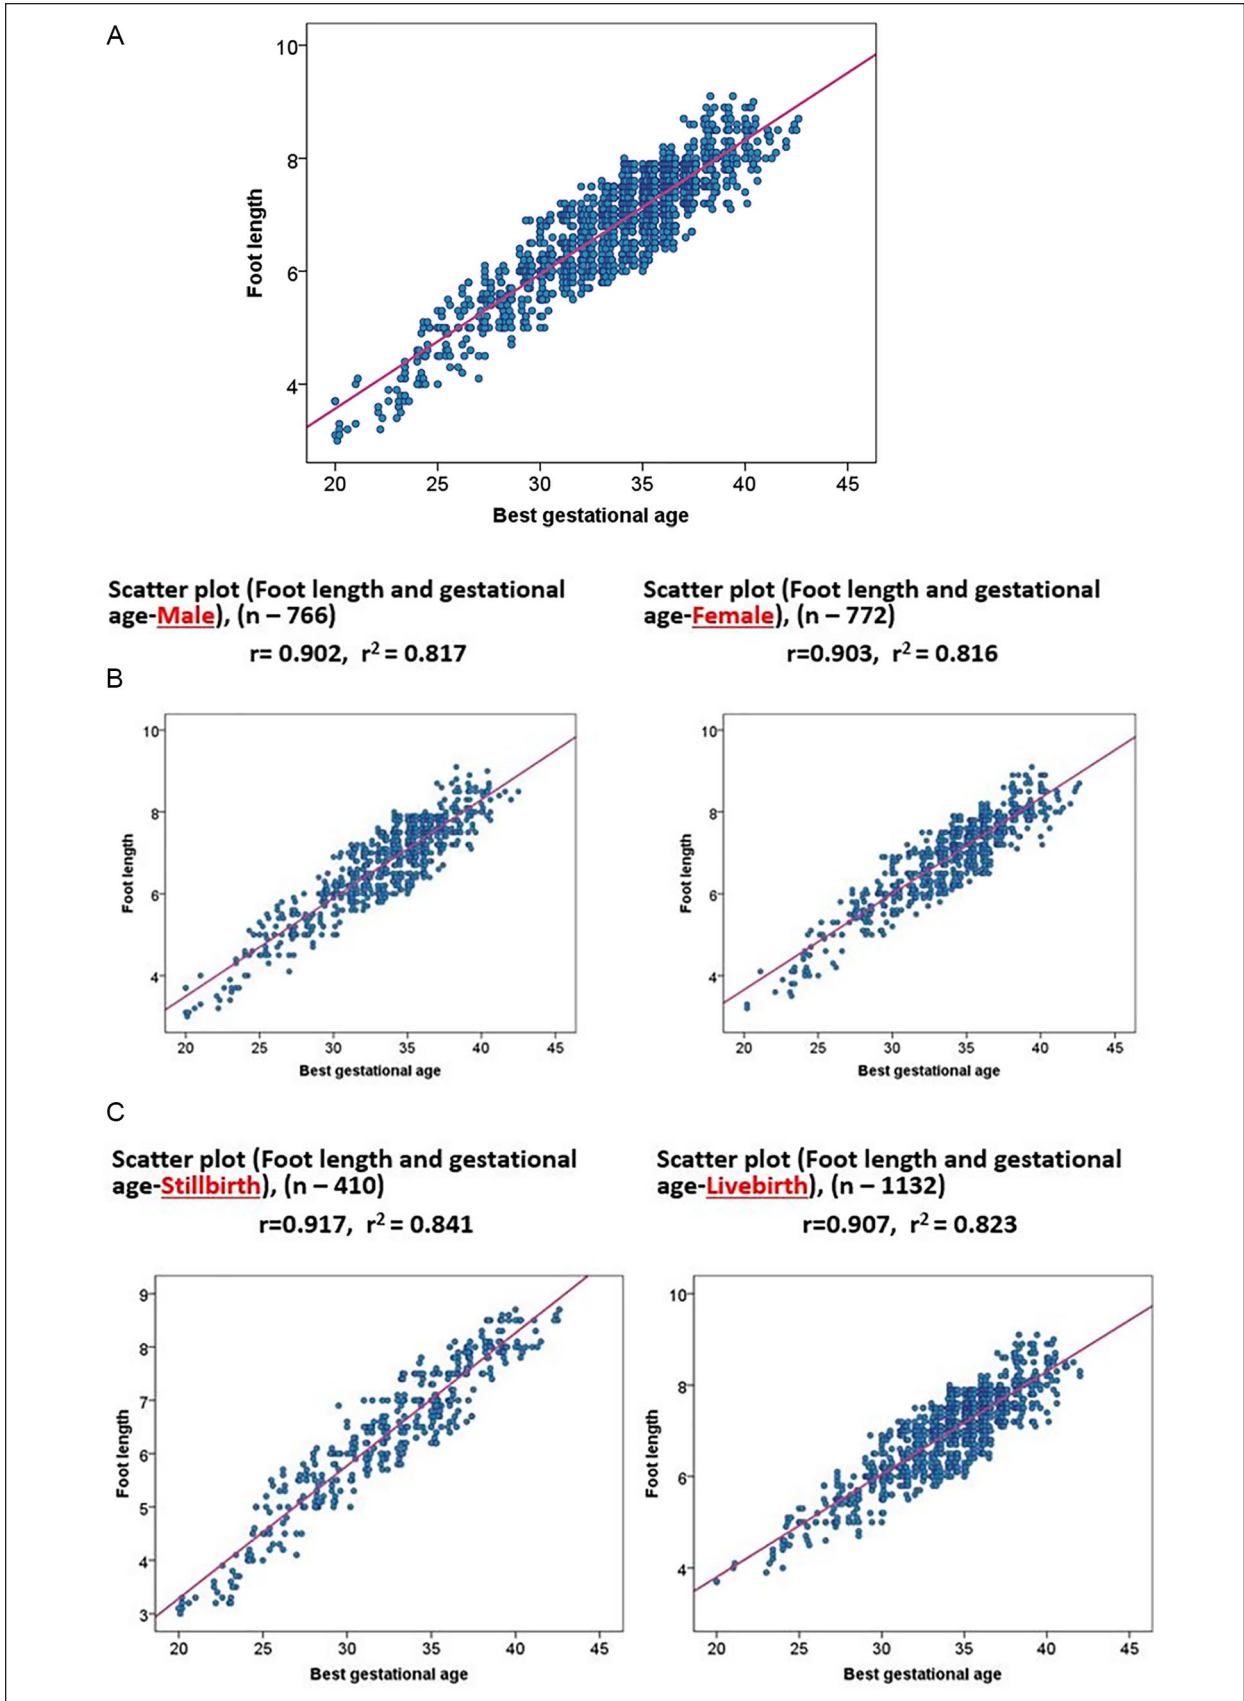 A
10
8
6
4
Foot length
20 25 30 35 40 45
Best gestational age
Scatter plot (Foot length and gestational
age-Male), (n – 766)
r= 0.902, r² = 0.817
Scatter plot (Foot length and gestational
age-Female), (n – 772)
r=0.903, r² = 0.816
B
10
8
6
4
Foot length
20 25 30 35 40 45
Best gestational age
10
8
6
4
Foot length
20 25 30 35 40 45
Best gestational age
C
Scatter plot (Foot length and gestational
age-Stillbirth), (n – 410)
r=0.917, r² = 0.841
Scatter plot (Foot length and gestational
age-Livebirth), (n – 1132)
r=0.907, r² = 0.823
9
8
7
6
5
4
3
Foot length
20 25 30 35 40 45
Best gestational age
10
8
6
4
Foot length
20 25 30 35 40 45
Best gestational age